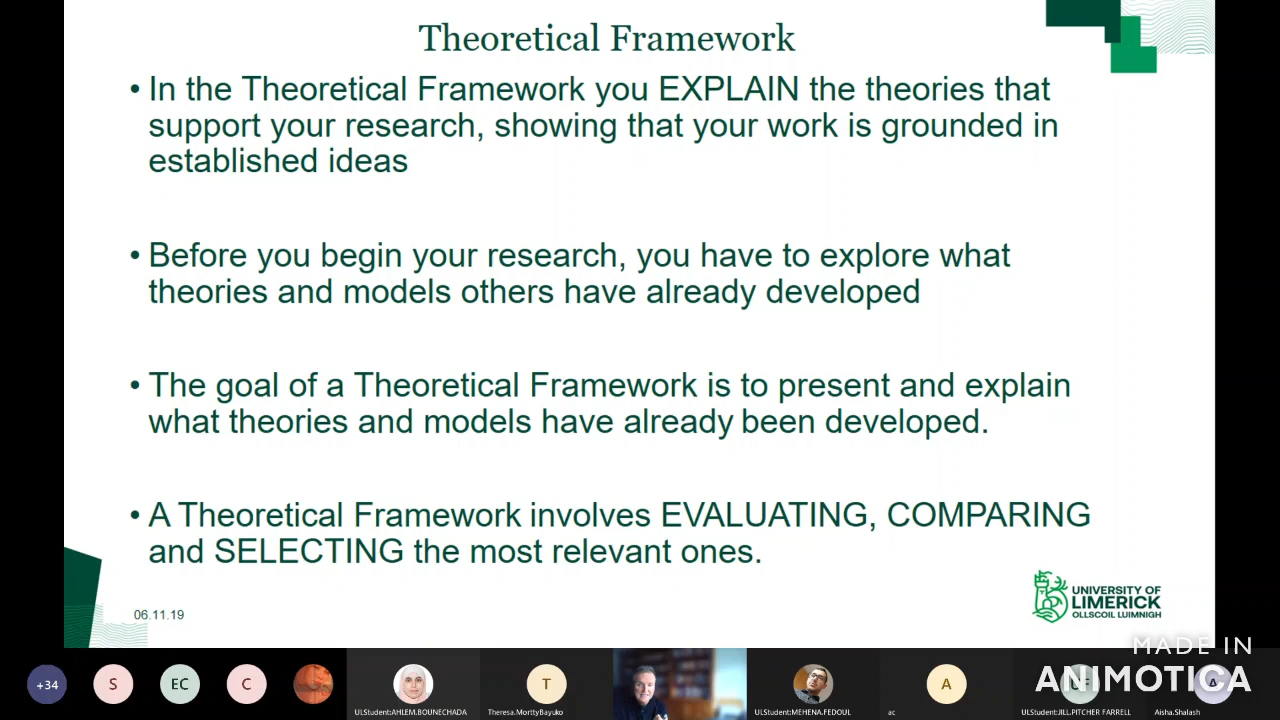 Theoretical Framework
• In the Theoretical Framework you EXPLAIN the theories that
support your research, showing that your work is grounded in
established ideas
• Before you begin your research, you have to explore what
theories and models others have already developed
• The goal of a Theoretical Framework is to present and explain
what theories and models have already been developed.
• A Theoretical Framework involves EVALUATING, COMPARING
and SELECTING the most relevant ones.
06.11.19
UNIVERSITY OF
LIMERICK
OLLSCOIL LUIMNIGH
MADE IN
ANIMOTICA
+34
S
EC
C
T
A
A
ULStudent:AHLEM.BOUNECHADA
Theresa.MorttyBayuko
ULStudent:MEHENA.FEDOUL
ac
ULStudent:JILL.PITCHER FARRELL
Aisha.Shalash